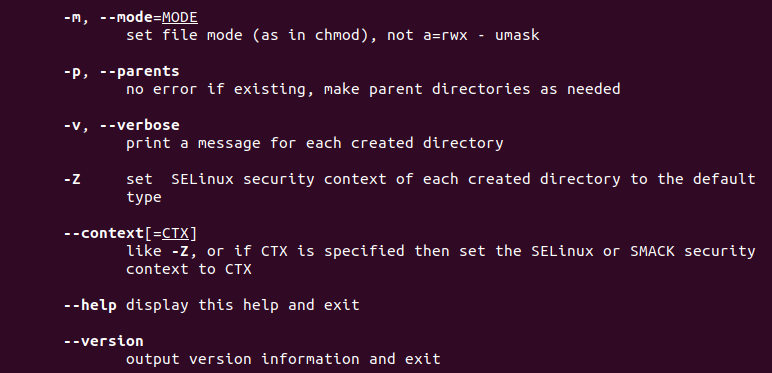 -m, --mode=MODE
set file mode (as in chmod), not a=rwx - umask
-p, --parents
no error if existing, make parent directories as needed
-v, --verbose
print a message for each created directory
-Z     set  SELinux security context of each created directory to the default
type
--context[=CTX]
like -Z, or if CTX is specified then set the SELinux or SMACK security
context to CTX
--help display this help and exit
--version
output version information and exit